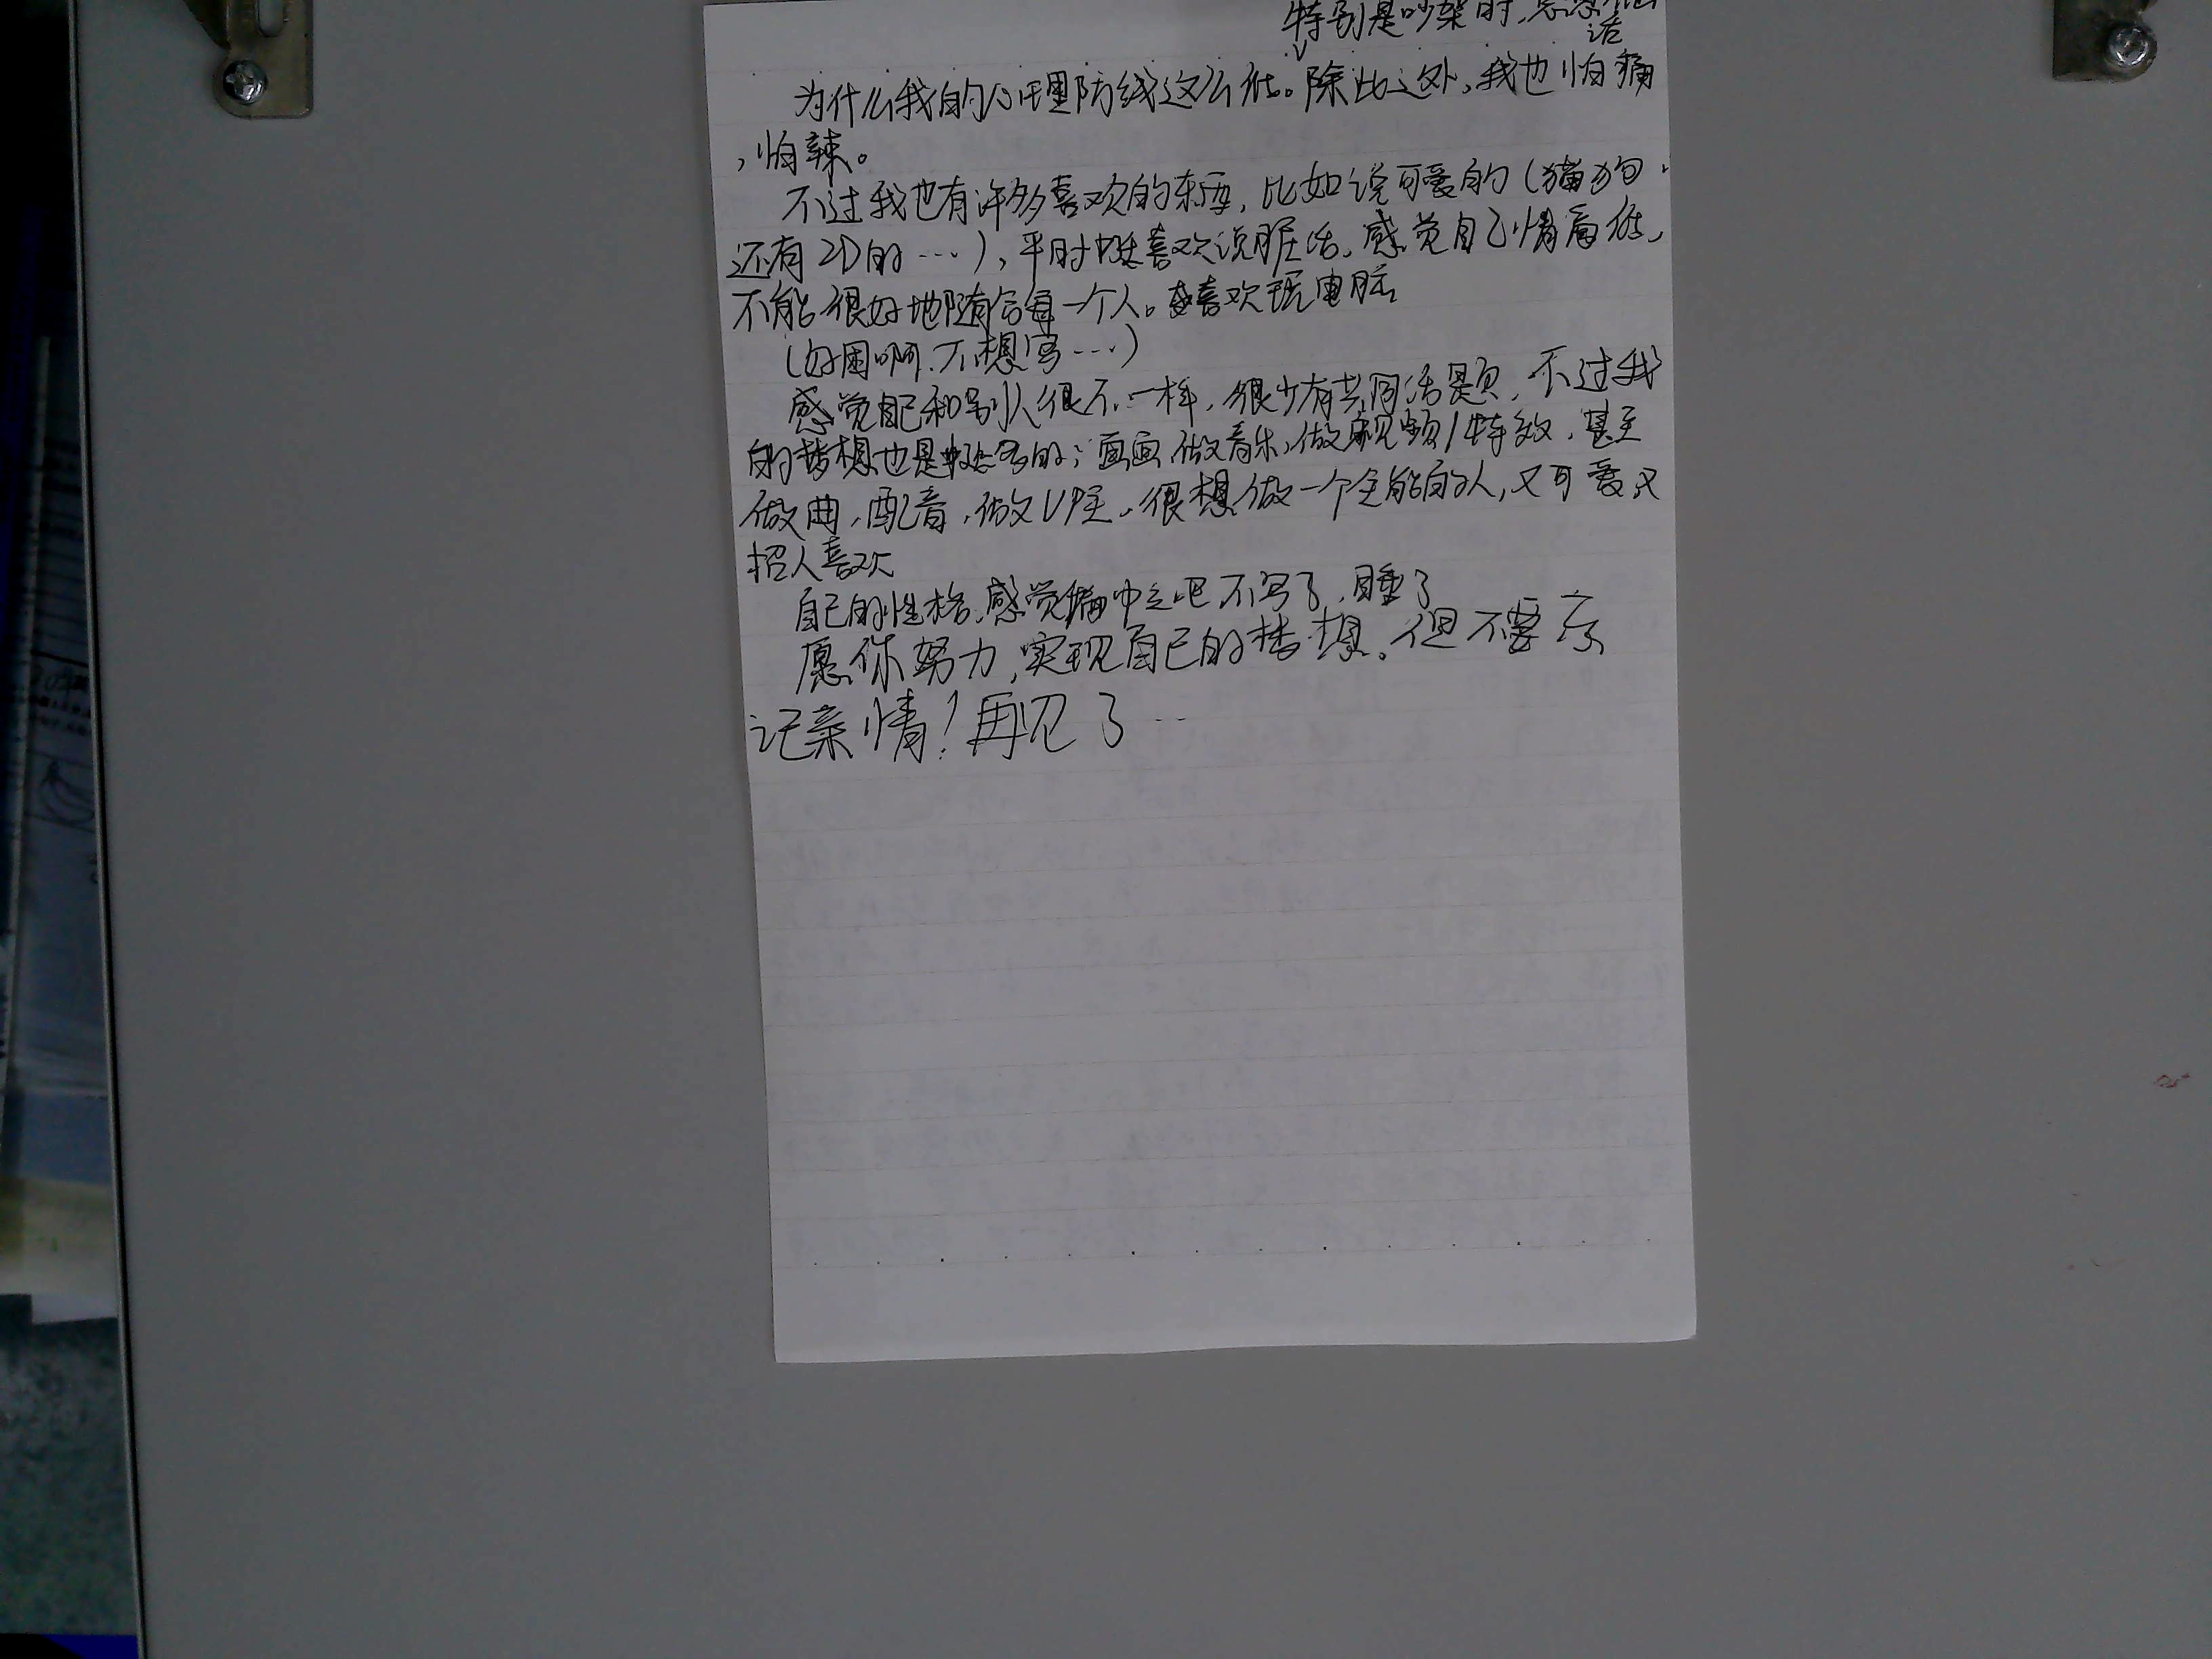 特别是吵架时,总
话
为什么我的心理防线这么低。除此之外,我也怕痛
,怕辣。
不过我也有许多喜欢的东西,比如说可爱的(猫狗
还有2D的…),平时挺喜欢说脏话,感觉自己情商低,
不能很好地随合每一个人。喜欢玩电脑
(好困啊.不想写…)
感觉自己和别人很不一样,很少有共同话题,不过我
的梦想也是挺多的;画画,做音乐,做视频/特效,甚至
做曲,配音,做UP主,很想做一个全能的人,又可爱又
招人喜欢
自己的性格,感觉偏中立吧 不写了,睡了
愿你努力,实现自己的梦想。但不要忘
记亲情!再见了…